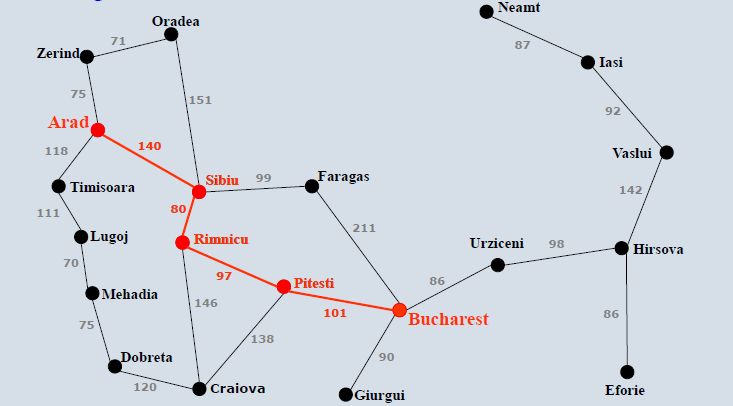 Neamt
Oradea
71
87
Zerind
Iasi
75
151
92
Arad
140
118
Vaslui
Sibiu
99
Faragas
Timisoara
142
80
111
211
Rimnicu
Lugoj
Urziceni
98
Hirsova
70
97
Pitesti
86
Mehadia
146
101
Bucharest
86
75
138
90
Dobreta
120
Craiova
Giurgui
Eforie